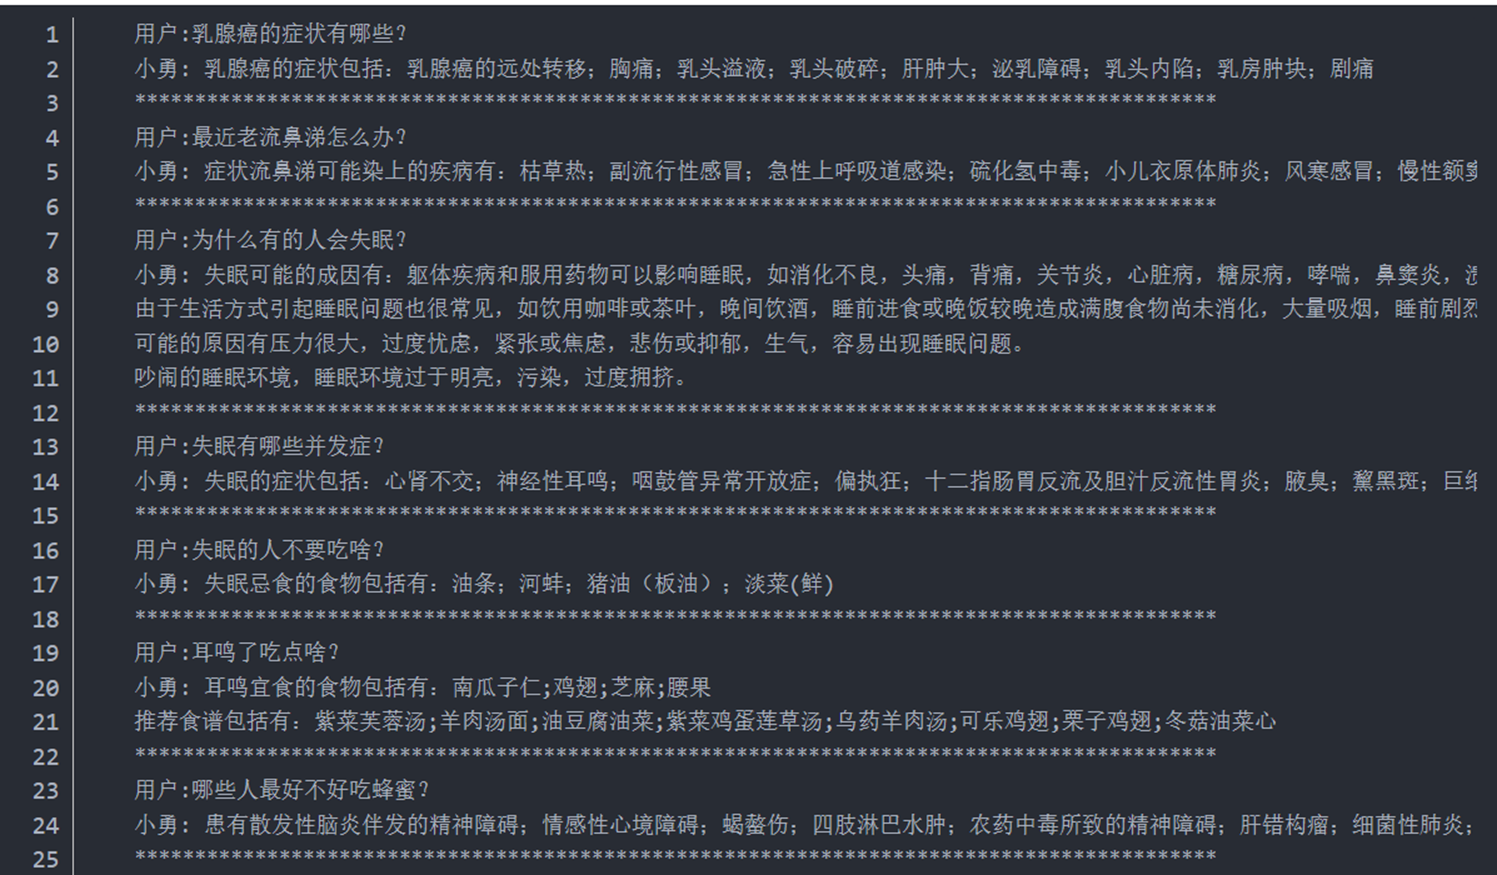 1 用户:乳腺癌的症状有哪些?
2 小勇: 乳腺癌的症状包括: 乳腺癌的远处转移; 胸痛; 乳头溢液; 乳头破碎; 肝肿大; 泌乳障碍; 乳头内陷; 乳房肿块; 剧痛
3 ******************************************************************************************
4 用户:最近老流鼻涕怎么办?
5 小勇: 症状流鼻涕可能染上的疾病有: 枯草热; 副流行性感冒; 急性上呼吸道感染; 硫化氢中毒; 小儿衣原体肺炎; 风寒感冒; 慢性额窦
6 ******************************************************************************************
7 用户:为什么有的人会失眠?
8 小勇: 失眠可能的成因有: 躯体疾病和服用药物可以影响睡眠，如消化不良，头痛，背痛，关节炎，心脏病，糖尿病，哮喘，鼻窦炎，
9 由于生活方式引起睡眠问题也很常见，如饮用咖啡或茶叶，晚间饮酒，睡前进食或晚饭较晚造成满腹食物尚未消化，大量吸烟，睡前剧烈
10 可能的原因有压力很大，过度忧虑，紧张或焦虑，悲伤或抑郁，生气，容易出现睡眠问题。
11 吵闹的睡眠环境，睡眠环境过于明亮，污染，过度拥挤。
12 ******************************************************************************************
13 用户:失眠有哪些并发症?
14 小勇: 失眠的症状包括: 心肾不交; 神经性耳鸣; 咽鼓管异常开放症; 偏执狂; 十二指肠胃反流及胆汁反流性胃炎; 腋臭; 黧黑斑; 巨
15 ******************************************************************************************
16 用户:失眠的人不要吃啥?
17 小勇: 失眠忌食的食物包括有: 油条; 河蚌; 猪油（板油）; 淡菜(鲜)
18 ******************************************************************************************
19 用户:耳鸣了吃点啥?
20 小勇: 耳鸣宜食的食物包括有: 南瓜子仁;鸡翅;芝麻;腰果
21 推荐食谱包括有: 紫菜芙蓉汤;羊肉汤面;油豆腐油菜;紫菜鸡蛋莲草汤;乌药羊肉汤;可乐鸡翅;栗子鸡翅;冬菇油菜心
22 ******************************************************************************************
23 用户:哪些人最好不好吃蜂蜜?
24 小勇: 患有散发性脑炎伴发的精神障碍; 情感性心境障碍; 蝎螫伤; 四肢淋巴水肿; 农药中毒所致的精神障碍; 肝错构瘤; 细菌性肺炎;
25 ******************************************************************************************